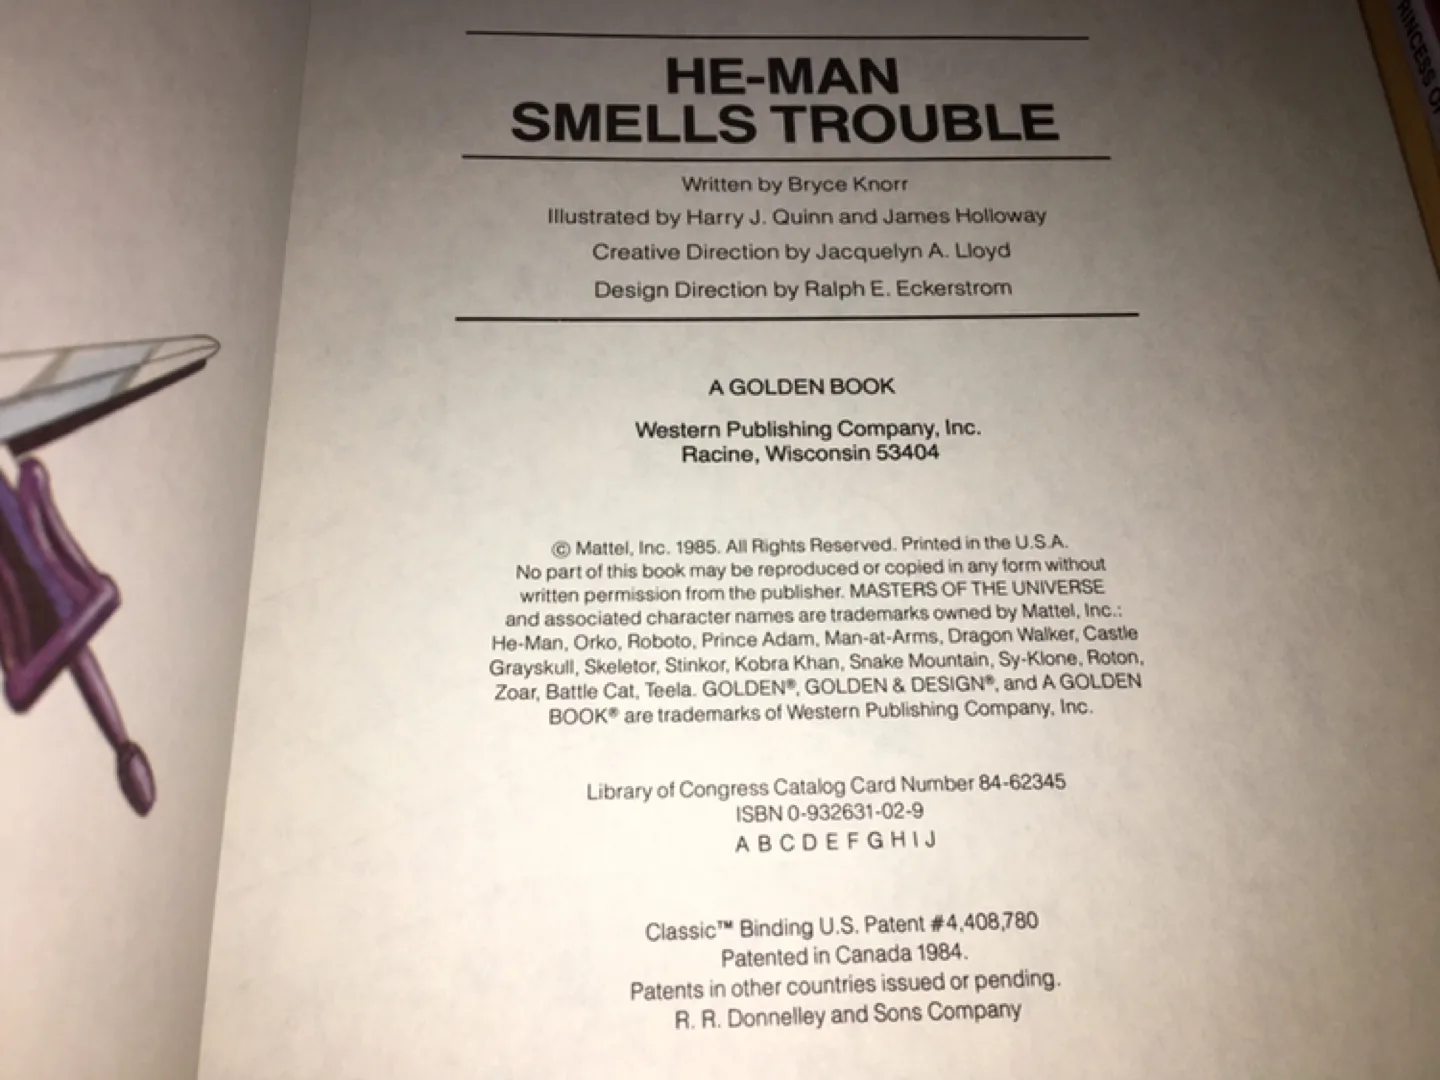 HE-MAN
SMELLS TROUBLE
Written by Bryce Knorr
Illustrated by Harry J. Quinn and James Holloway
Creative Direction by Jacquelyn A. Lloyd
Design Direction by Ralph E. Eckerstrom
A GOLDEN BOOK
Western Publishing Company, Inc.
Racine, Wisconsin 53404
© Mattel, Inc. 1985. All Rights Reserved. Printed in the U.S.A.
No part of this book may be reproduced or copied in any form without
written permission from the publisher. MASTERS OF THE UNIVERSE
and associated character names are trademarks owned by Mattel, Inc.:
He-Man, Orko, Roboto, Prince Adam, Man-at-Arms, Dragon Walker, Castle
Grayskull, Skeletor, Stinkor, Kobra Khan, Snake Mountain, Sy-Klone, Roton,
Zoar, Battle Cat, Teela. GOLDEN®, GOLDEN & DESIGN®, and A GOLDEN
BOOK® are trademarks of Western Publishing Company, Inc.
Library of Congress Catalog Card Number 84-62345
ISBN 0-932631-02-9
A B C D E F G H I J
Classic™ Binding U.S. Patent #4,408,780
Patented in Canada 1984.
Patents in other countries issued or pending.
R. R. Donnelley and Sons Company